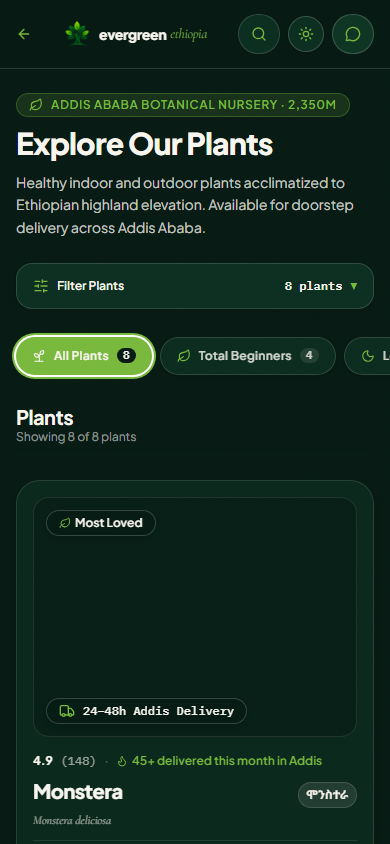 evergreen ethiopia
ADDIS ABABA BOTANICAL NURSERY · 2,350M
Explore Our Plants
Healthy indoor and outdoor plants acclimatized to
Ethiopian highland elevation. Available for doorstep
delivery across Addis Ababa.
Filter Plants 8 plants ▼
All Plants 8 Total Beginners 4
Plants
Showing 8 of 8 plants
Most Loved
24–48h Addis Delivery
4.9 (148) · 45+ delivered this month in Addis
Monstera ሞንስተራ
Monstera deliciosa